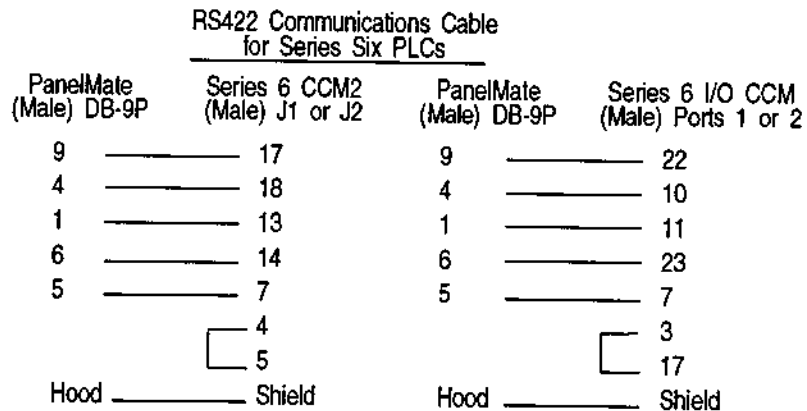 RS422 Communications Cable
for Series Six PLCs
PanelMate Series 6 CCM2 PanelMate Series 6 I/O CCM
(Male) DB-9P (Male) J1 or J2 (Male) DB-9P (Male) Ports 1 or 2
9 17 9 22
4 18 4 10
1 13 1 11
6 14 6 23
5 7 5 7
4 3
5 17
Hood Shield Hood Shield